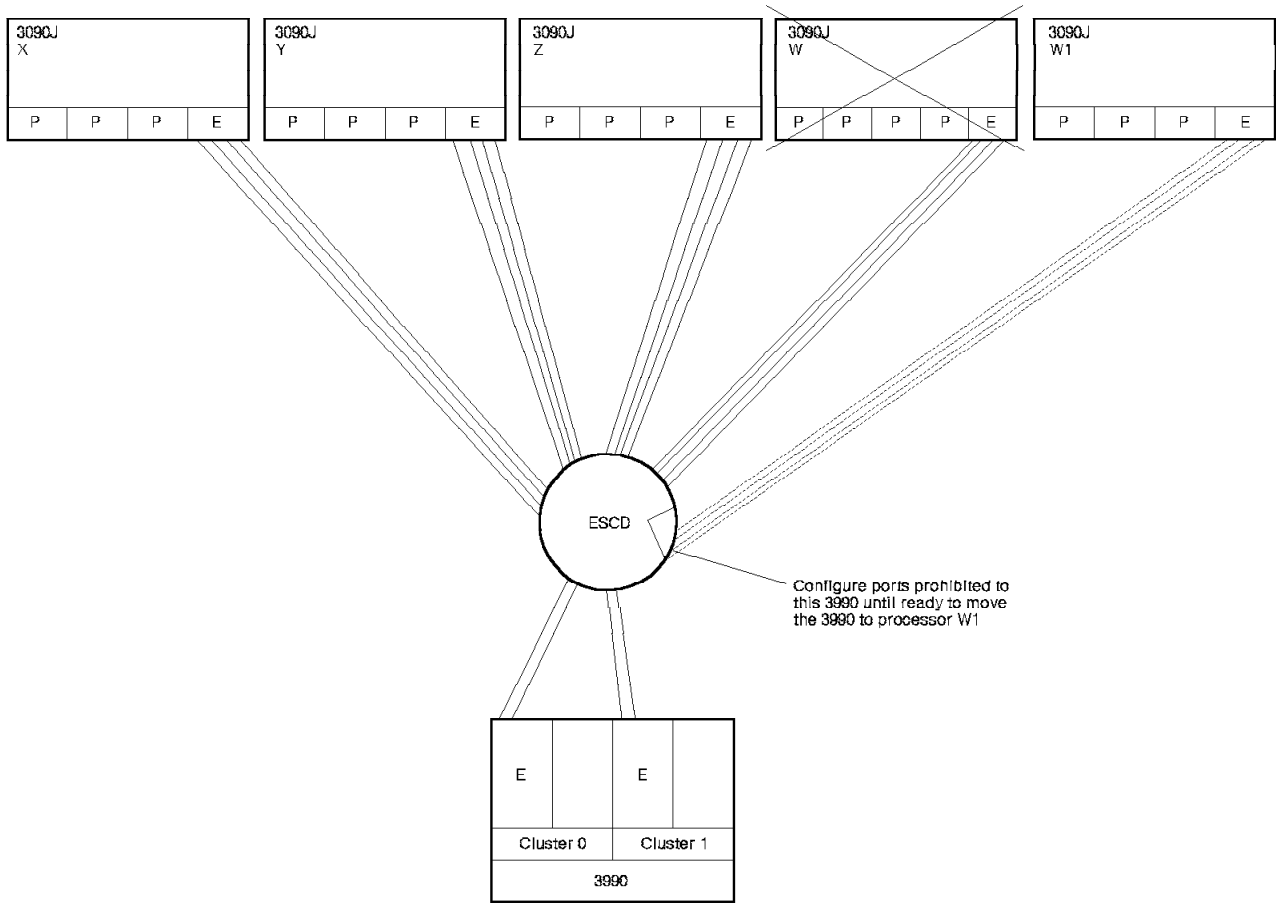 3090J 3090J 3090J 3090J 3090J
X Y Z W W1
P P P E P P P E P P P E P P P P E P P P E
ESCD
Configure ports prohibited to
this 3990 until ready to move
the 3990 to processor W1
E E
Cluster 0 Cluster 1
3990